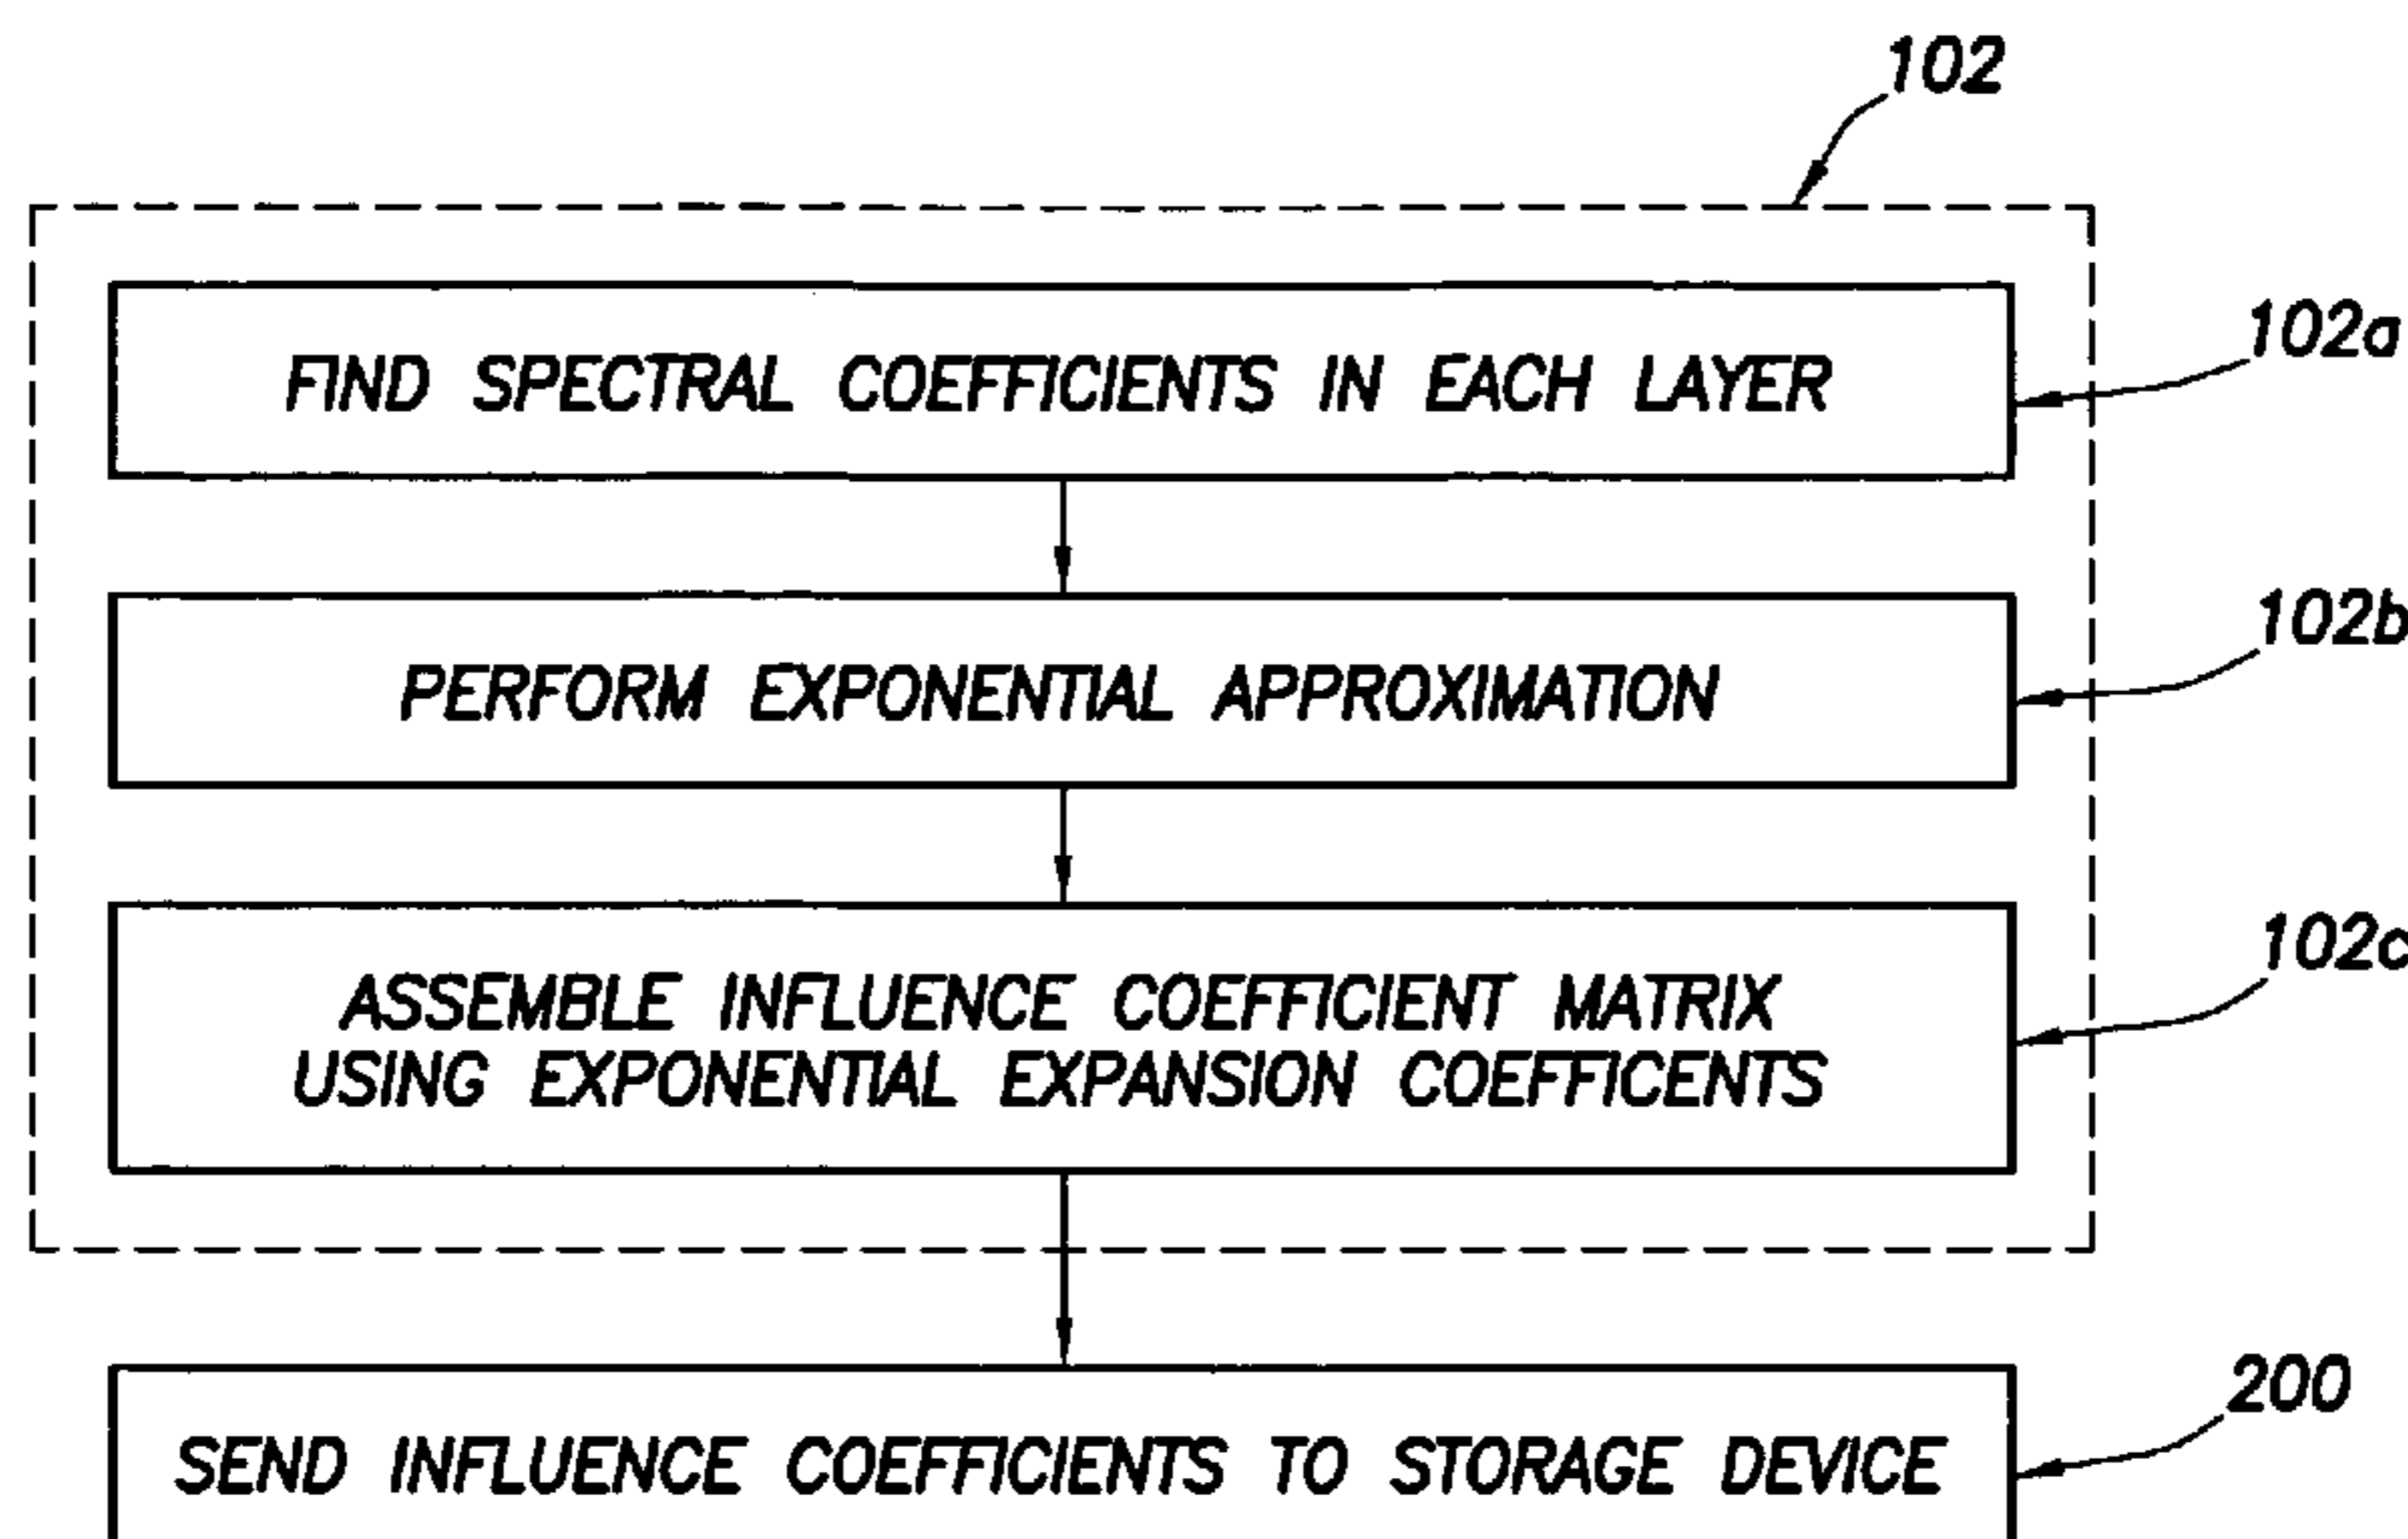 102
FIND SPECTRAL COEFFICIENTS IN EACH LAYER
102a
PERFORM EXPONENTIAL APPROXIMATION
102b
ASSEMBLE INFLUENCE COEFFICIENT MATRIX
USING EXPONENTIAL EXPANSION COEFFICENTS
102c
SEND INFLUENCE COEFFICIENTS TO STORAGE DEVICE
200